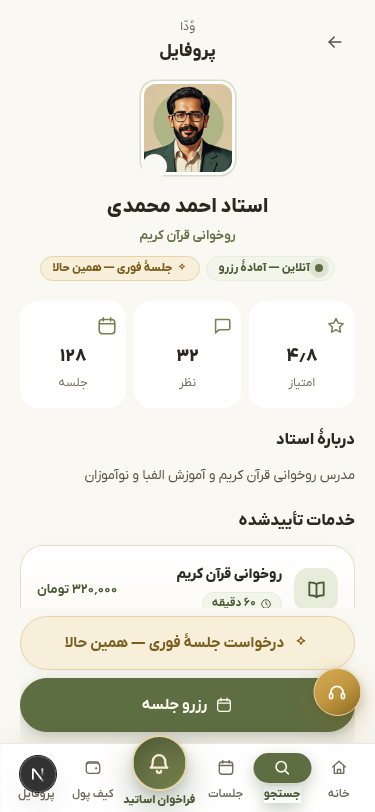 وُدّا
پروفایل
استاد احمد محمدی
روخوانی قرآن کریم
آنلاین — آمادهٔ رزرو
جلسهٔ فوری — همین حالا
۴٫۸
امتیاز
۳۲
نظر
۱۲۸
جلسه
دربارهٔ استاد
مدرس روخوانی قرآن کریم و آموزش الفبا و نوآموزان
خدمات تأییدشده
روخوانی قرآن کریم
۳۲۰٬۰۰۰ تومان
۶۰ دقیقه
درخواست جلسهٔ فوری — همین حالا
رزرو جلسه
خانه
جستجو
جلسات
فراخوان اساتید
کیف پول
پروفایل
N